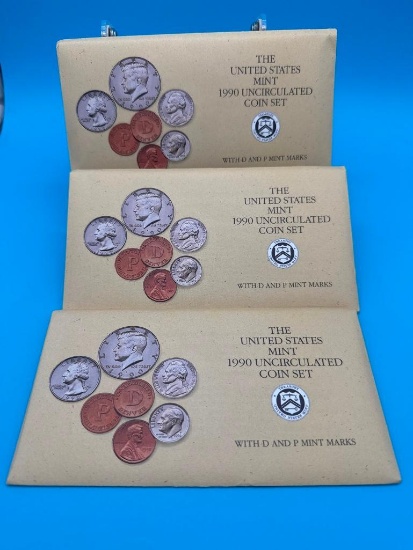 THE
UNITED STATES
MINT
1990 UNCIRCULATED
COIN SET
WITH D AND P MINT MARKS
THE
UNITED STATES
MINT
1990 UNCIRCULATED
COIN SET
P D
WITH D AND P MINT MARKS
THE
UNITED STATES
MINT
1990 UNCIRCULATED
COIN SET
P D
WITH D AND P MINT MARKS